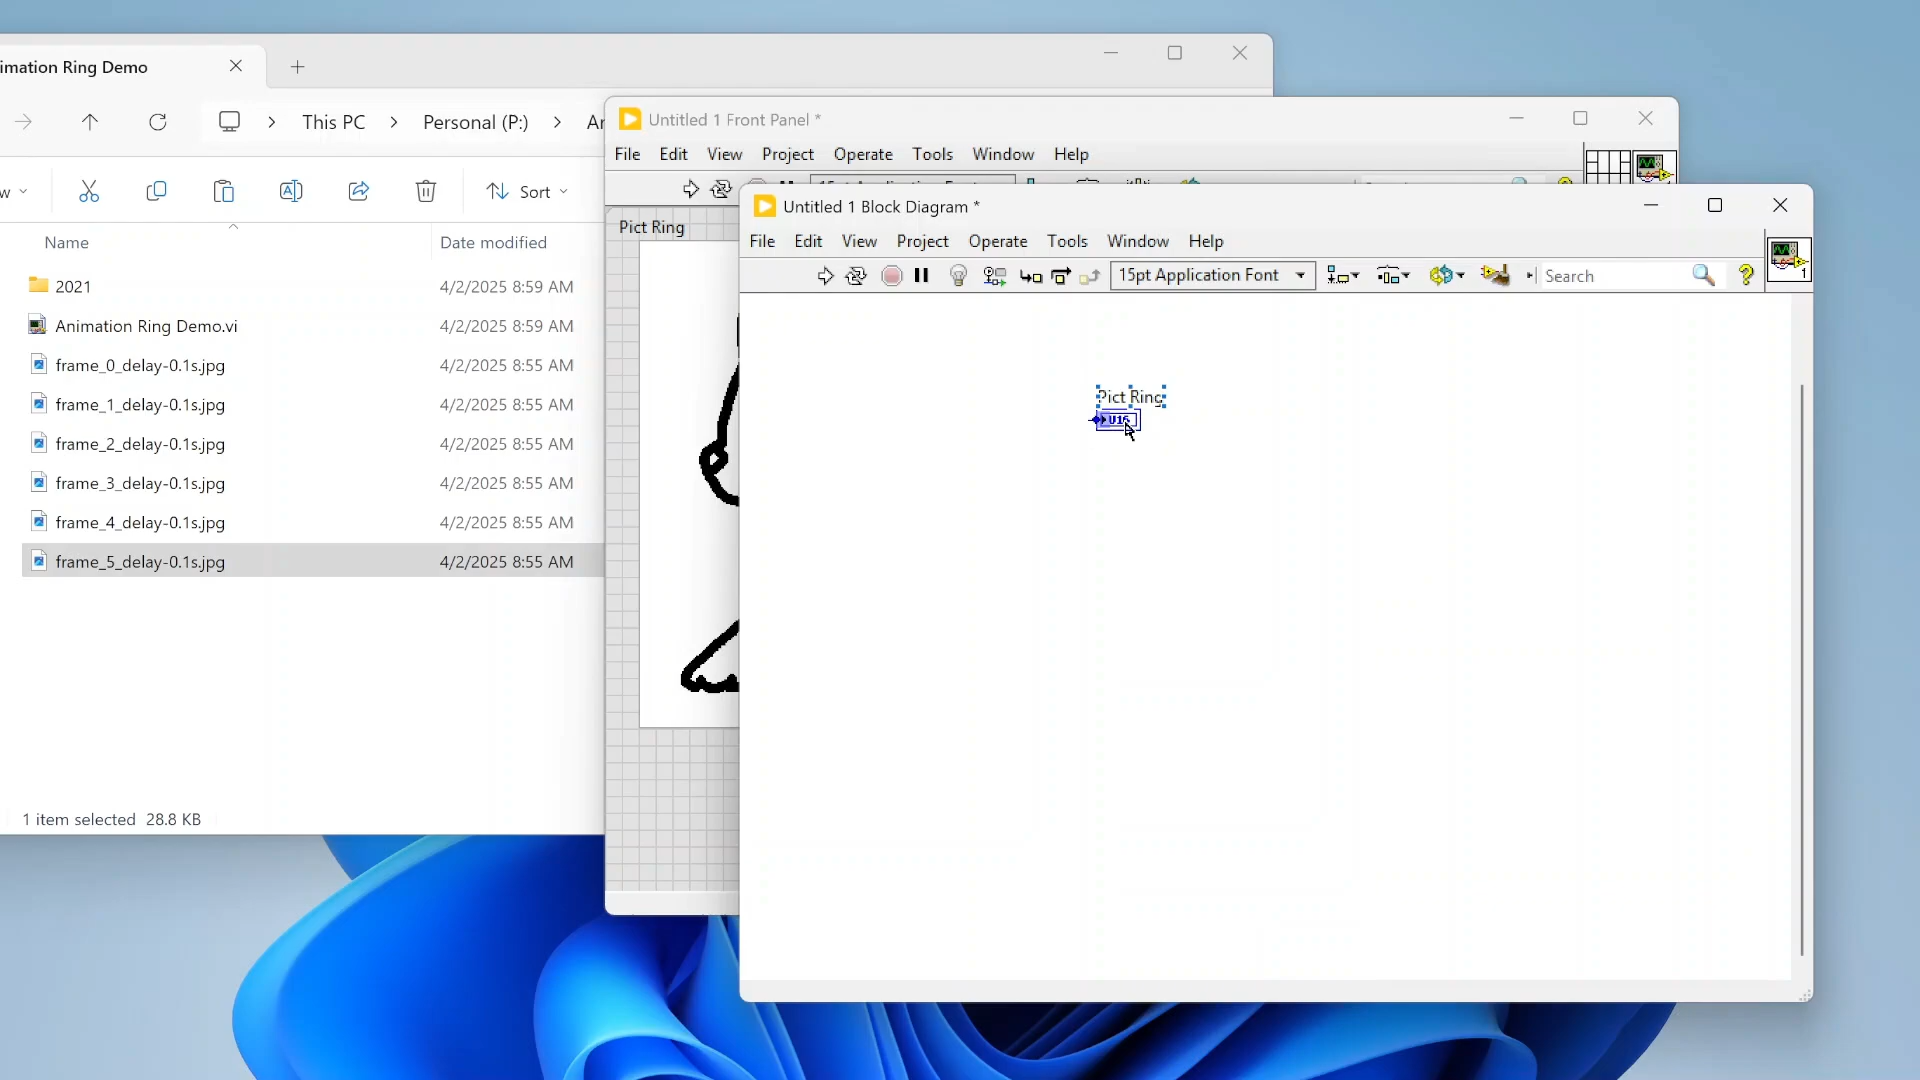 imation Ring Demo
This PC
Personal (P:)
w
Sort
Name
Date modified
2021
4/2/2025 8:59 AM
Animation Ring Demo.vi
4/2/2025 8:59 AM
frame_0_delay-0.1s.jpg
4/2/2025 8:55 AM
frame_1_delay-0.1s.jpg
4/2/2025 8:55 AM
frame_2_delay-0.1s.jpg
4/2/2025 8:55 AM
frame_3_delay-0.1s.jpg
4/2/2025 8:55 AM
frame_4_delay-0.1s.jpg
4/2/2025 8:55 AM
frame_5_delay-0.1s.jpg
4/2/2025 8:55 AM
1 item selected 28.8 KB
Untitled 1 Front Panel *
File Edit View Project Operate Tools Window Help
Pict Ring
Untitled 1 Block Diagram *
File Edit View Project Operate Tools Window Help
15pt Application Font
Search
?
1
Pict Ring
U16